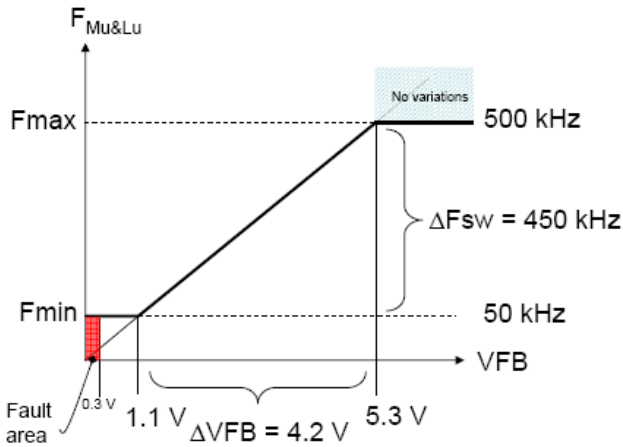 F Mu&Lu
No variations
Fmax
500 kHz
ΔFsw = 450 kHz
Fmin
50 kHz
VFB
0.3 V
1.1 V
5.3 V
Fault
area
ΔVFB = 4.2 V